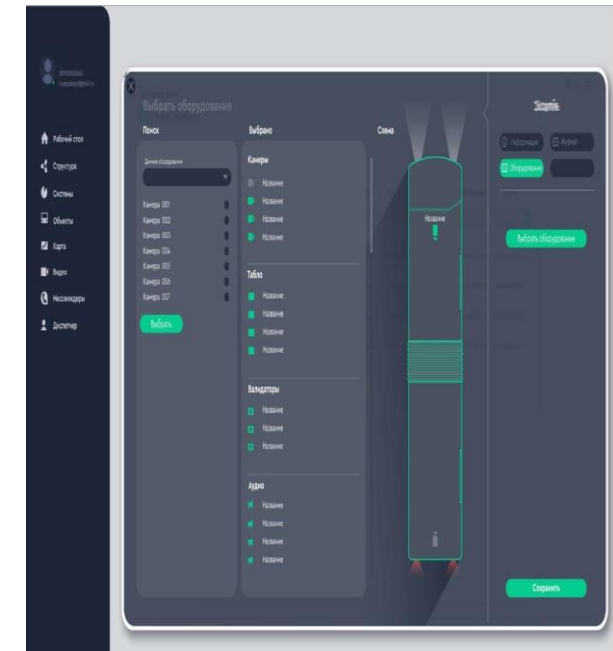 Рабочий стол
Структура
Системы
Объекты
Карта
Видео
Мессенджеры
Диспетчер
Выбрать оборудование
Поиск
Данные оборудования
Камера 001
Камера 002
Камера 003
Камера 004
Камера 005
Камера 006
Камера 007
Выбрать
Выбрано
Камеры
Название
Название
Название
Название
Табло
Название
Название
Название
Название
Валидаторы
Название
Название
Название
Аудио
Название
Название
Название
Название
Схема
Название
Информация
Журнал
Оборудование
Выбрать оборудование
Сохранить